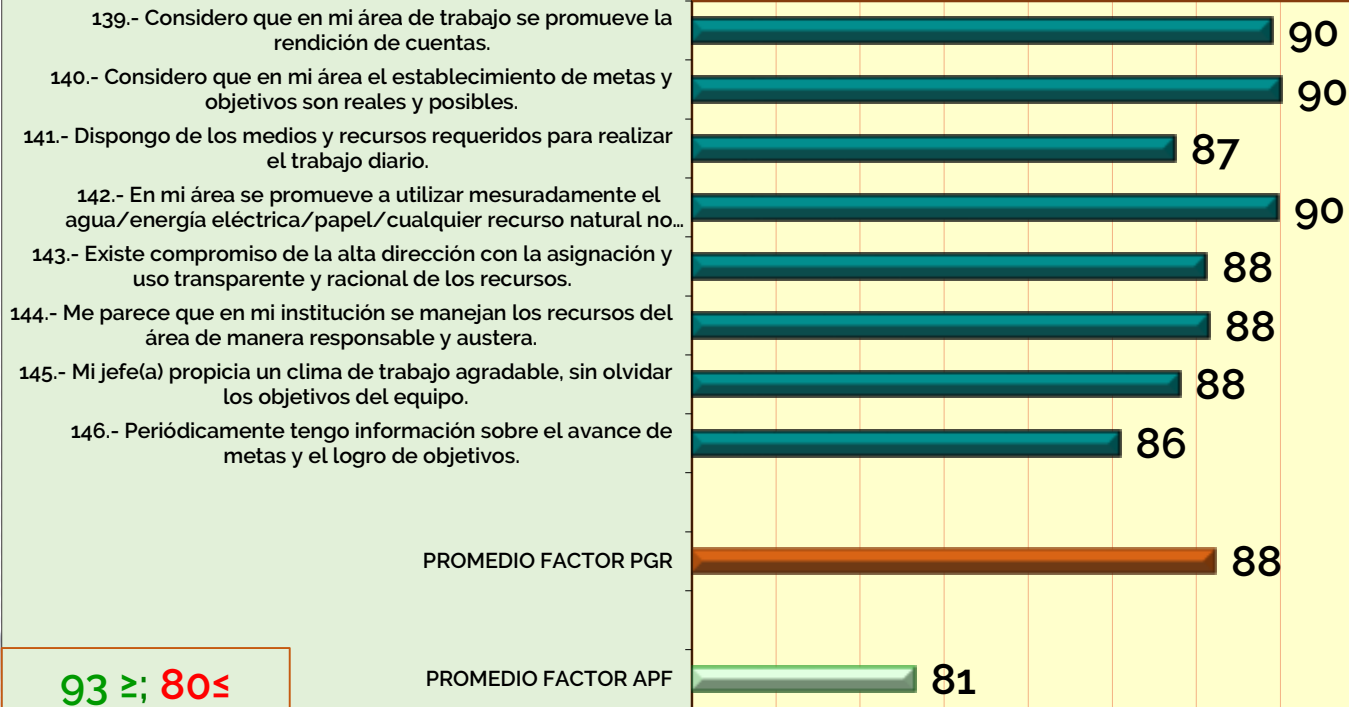 139.- Considero que en mi área de trabajo se promueve la
rendición de cuentas.
90
140.- Considero que en mi área el establecimiento de metas y
objetivos son reales y posibles.
90
141.- Dispongo de los medios y recursos requeridos para realizar
el trabajo diario.
87
142.- En mi área se promueve a utilizar mesuradamente el
agua/energía eléctrica/papel/cualquier recurso natural no...
90
143.- Existe compromiso de la alta dirección con la asignación y
uso transparente y racional de los recursos.
88
144.- Me parece que en mi institución se manejan los recursos del
área de manera responsable y austera.
88
145.- Mi jefe(a) propicia un clima de trabajo agradable, sin olvidar
los objetivos del equipo.
88
146.- Periódicamente tengo información sobre el avance de
metas y el logro de objetivos.
86
PROMEDIO FACTOR PGR
88
PROMEDIO FACTOR APF
81
93 ≥; 80≤